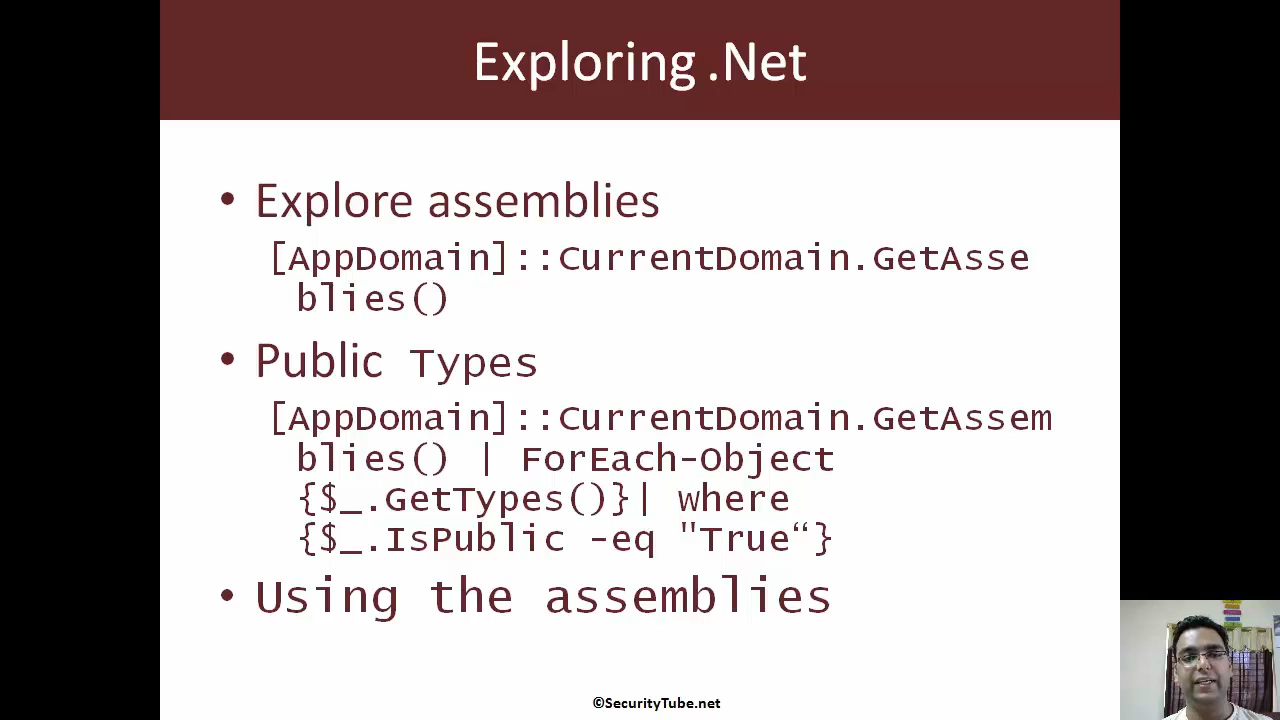 Exploring .Net
• Explore assemblies
[AppDomain]::CurrentDomain.GetAsse
blies()
• Public Types
[AppDomain]::CurrentDomain.GetAssem
blies() | ForEach-Object
{$_.GetTypes()}| where
{$_.IsPublic -eq "True“}
• Using the assemblies
©SecurityTube.net